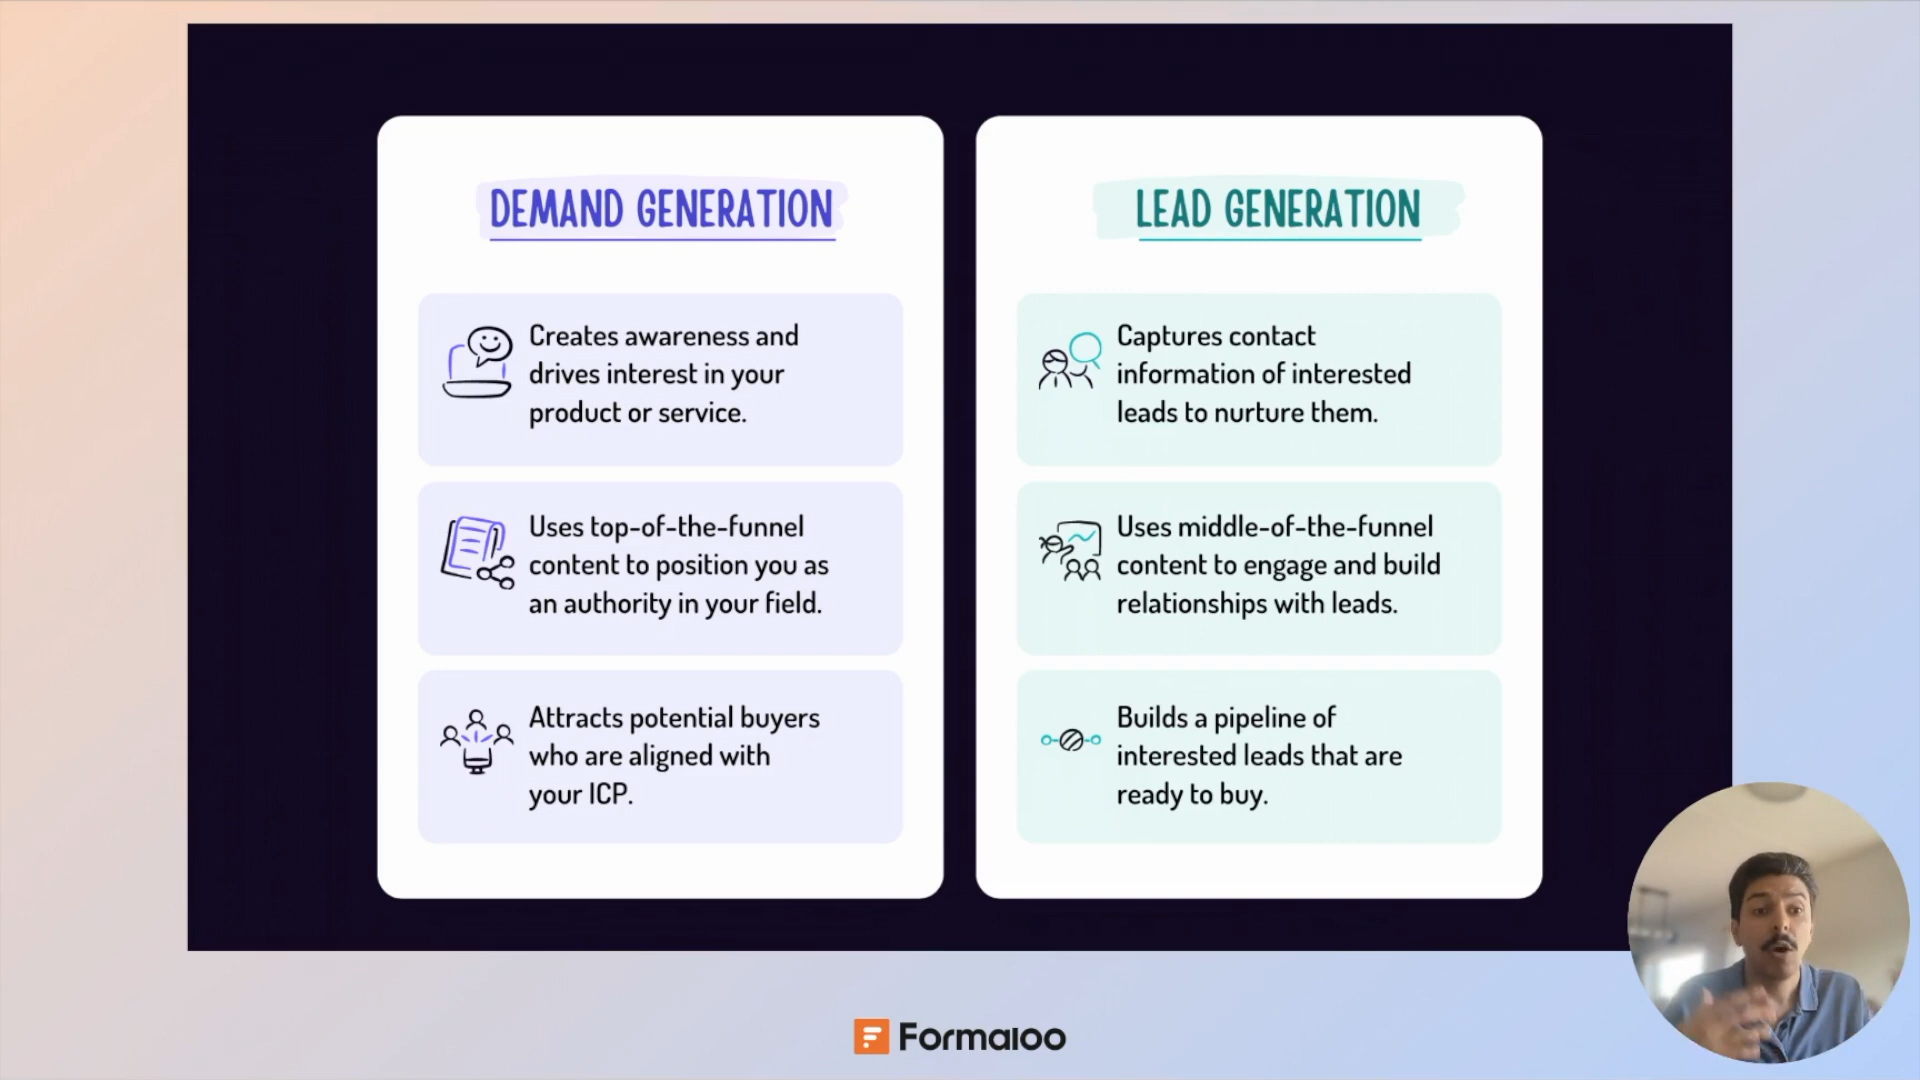 DEMAND GENERATION
Creates awareness and
drives interest in your
product or service.
Uses top-of-the-funnel
content to position you as
an authority in your field.
Attracts potential buyers
who are aligned with
your ICP.
LEAD GENERATION
Captures contact
information of interested
leads to nurture them.
Uses middle-of-the-funnel
content to engage and build
relationships with leads.
Builds a pipeline of
interested leads that are
ready to buy.
Formaloo